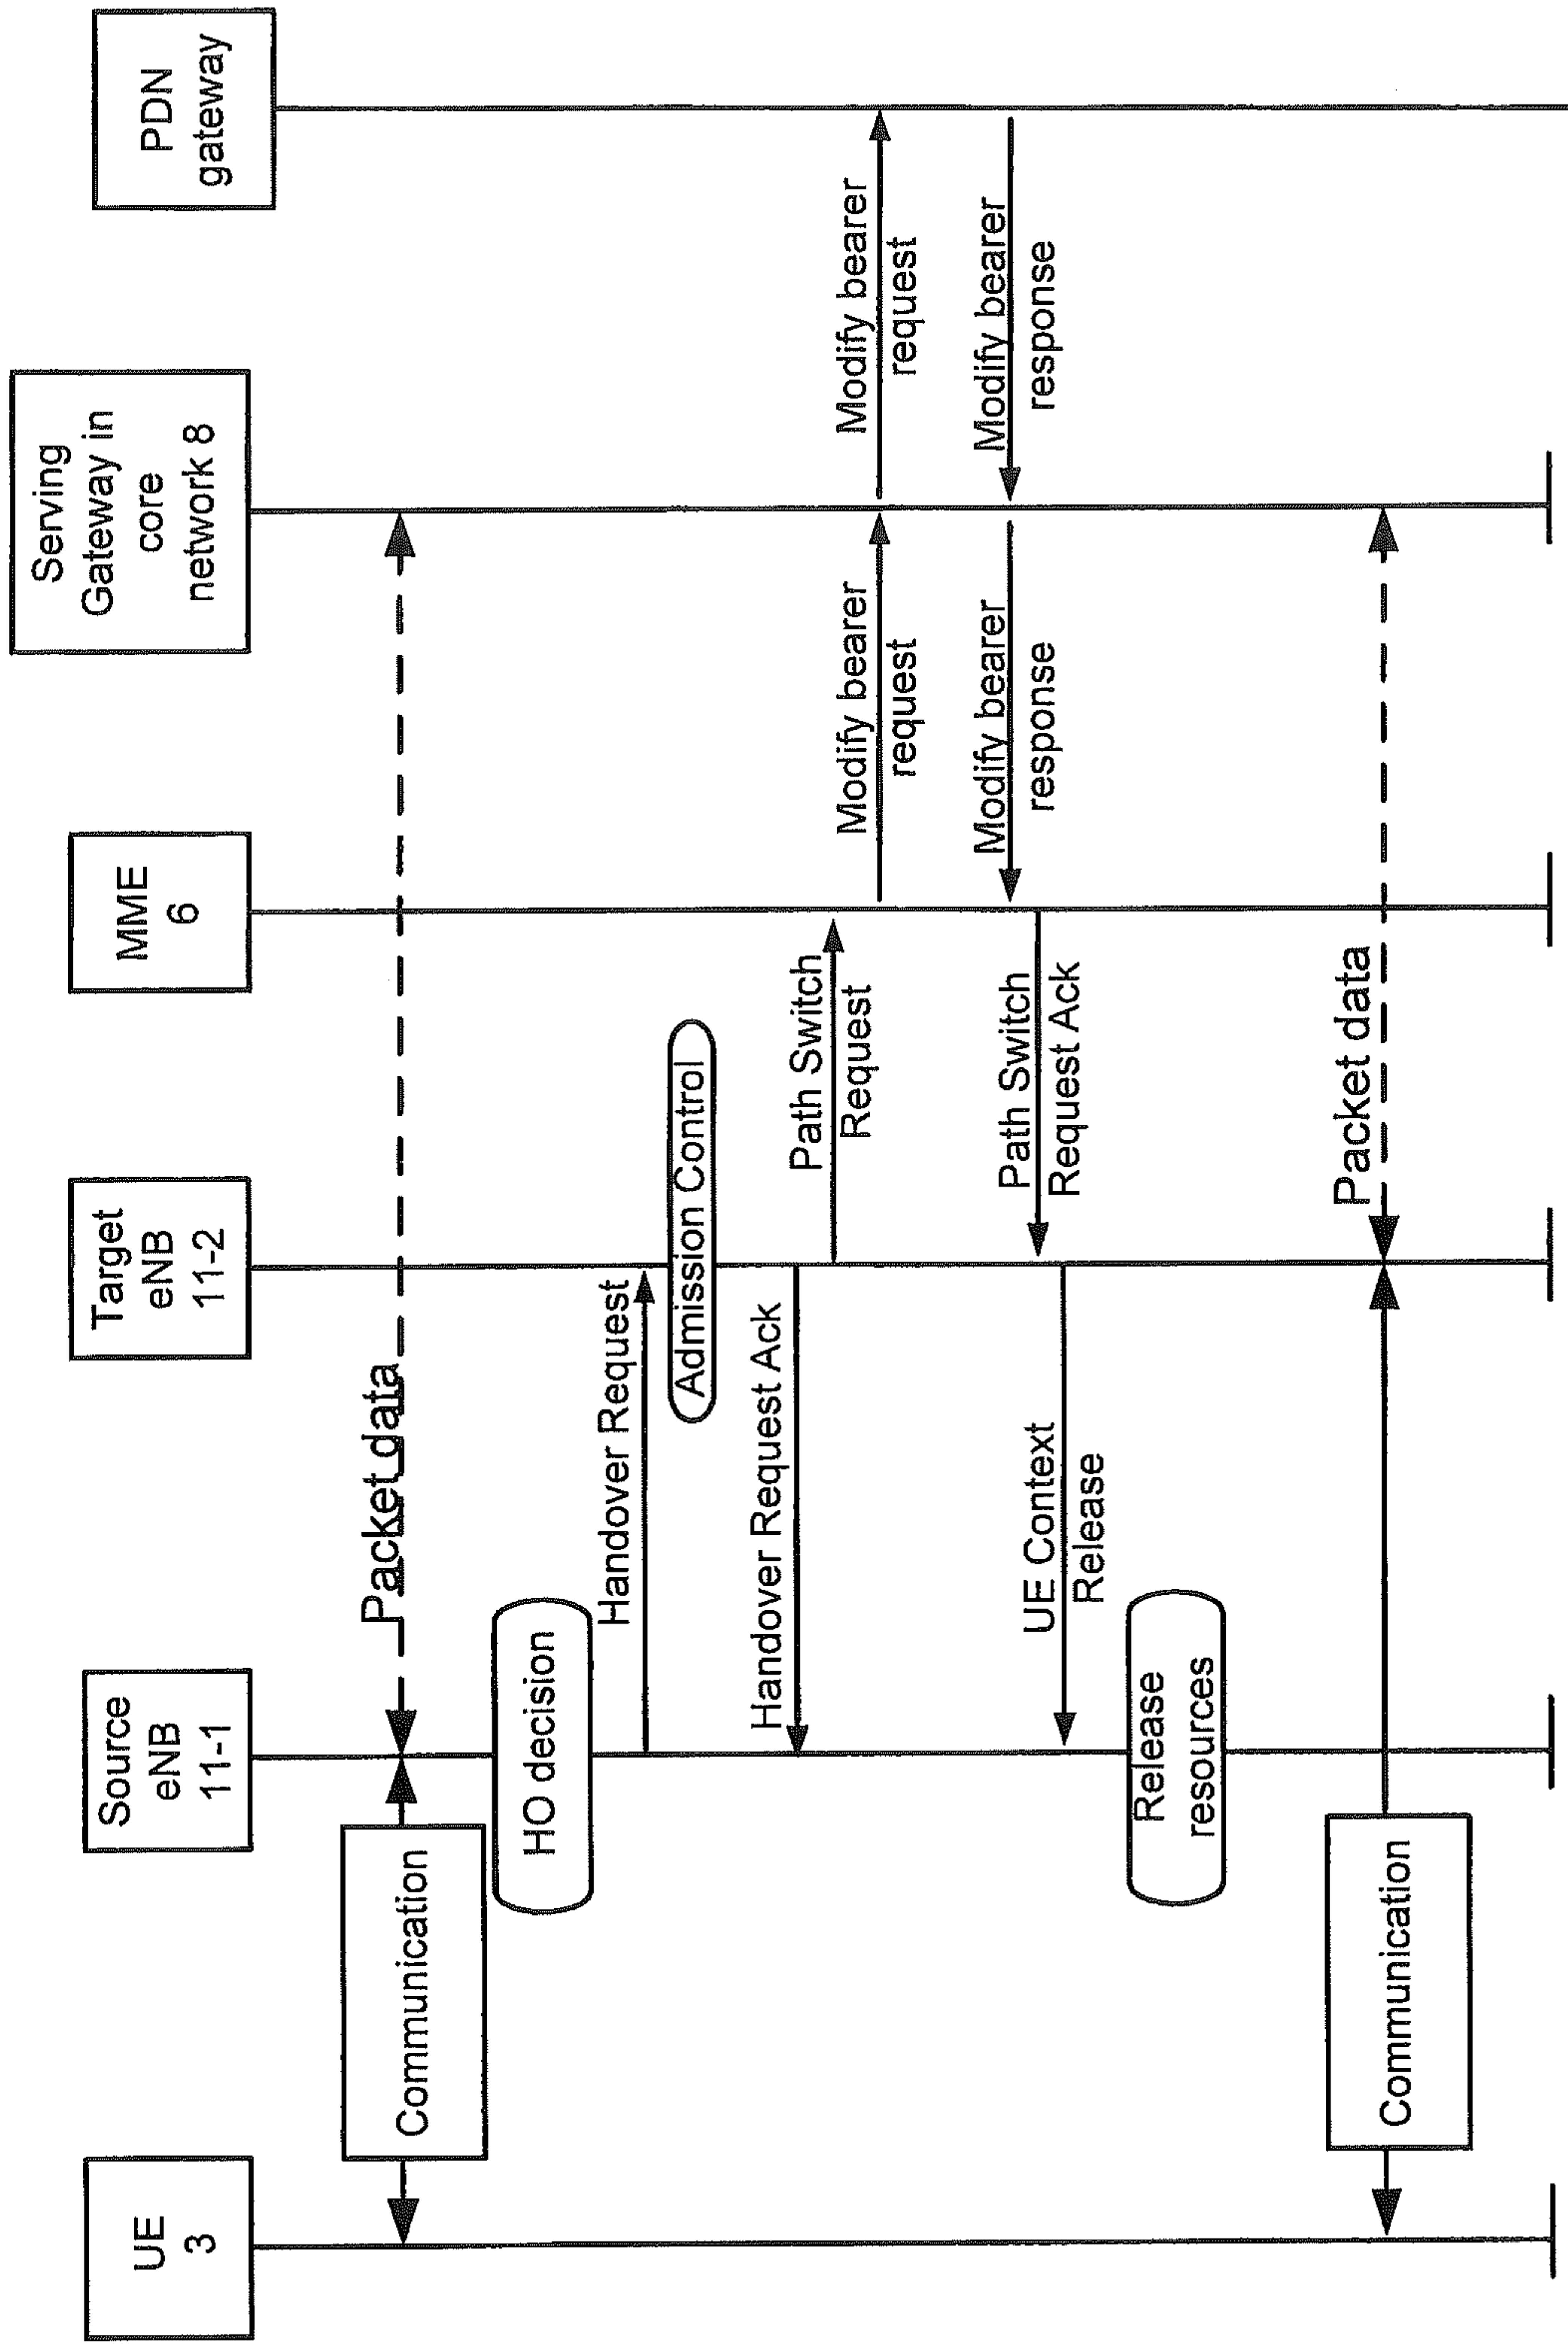 UE
3
Source
eNB
11-1
Target
eNB
11-2
MME
6
Serving
Gateway in
core
network 8
PDN
gateway
Communication
Packet data
HO decision
Handover Request
Admission Control
Handover Request Ack
Path Switch
Request
Modify bearer
request
Modify bearer
request
Modify bearer
response
Modify bearer
response
Path Switch
Request Ack
UE Context
Release
Release
resources
Communication
Packet data